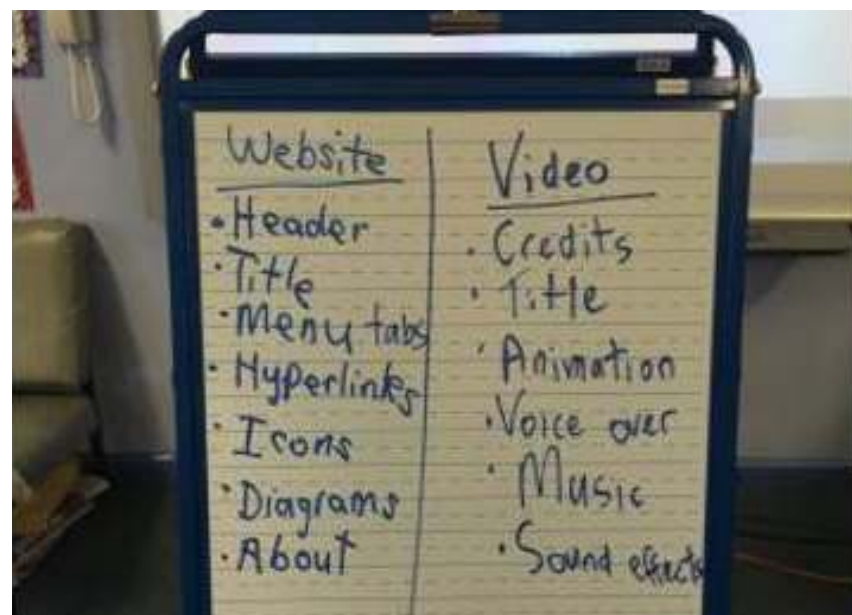 Website
• Header
• Title
• Menu tabs
• Hyperlinks
• Icons
• Diagrams
• About
Video
• Credits
• Title
• Animation
• Voice over
• Music
• Sound effects